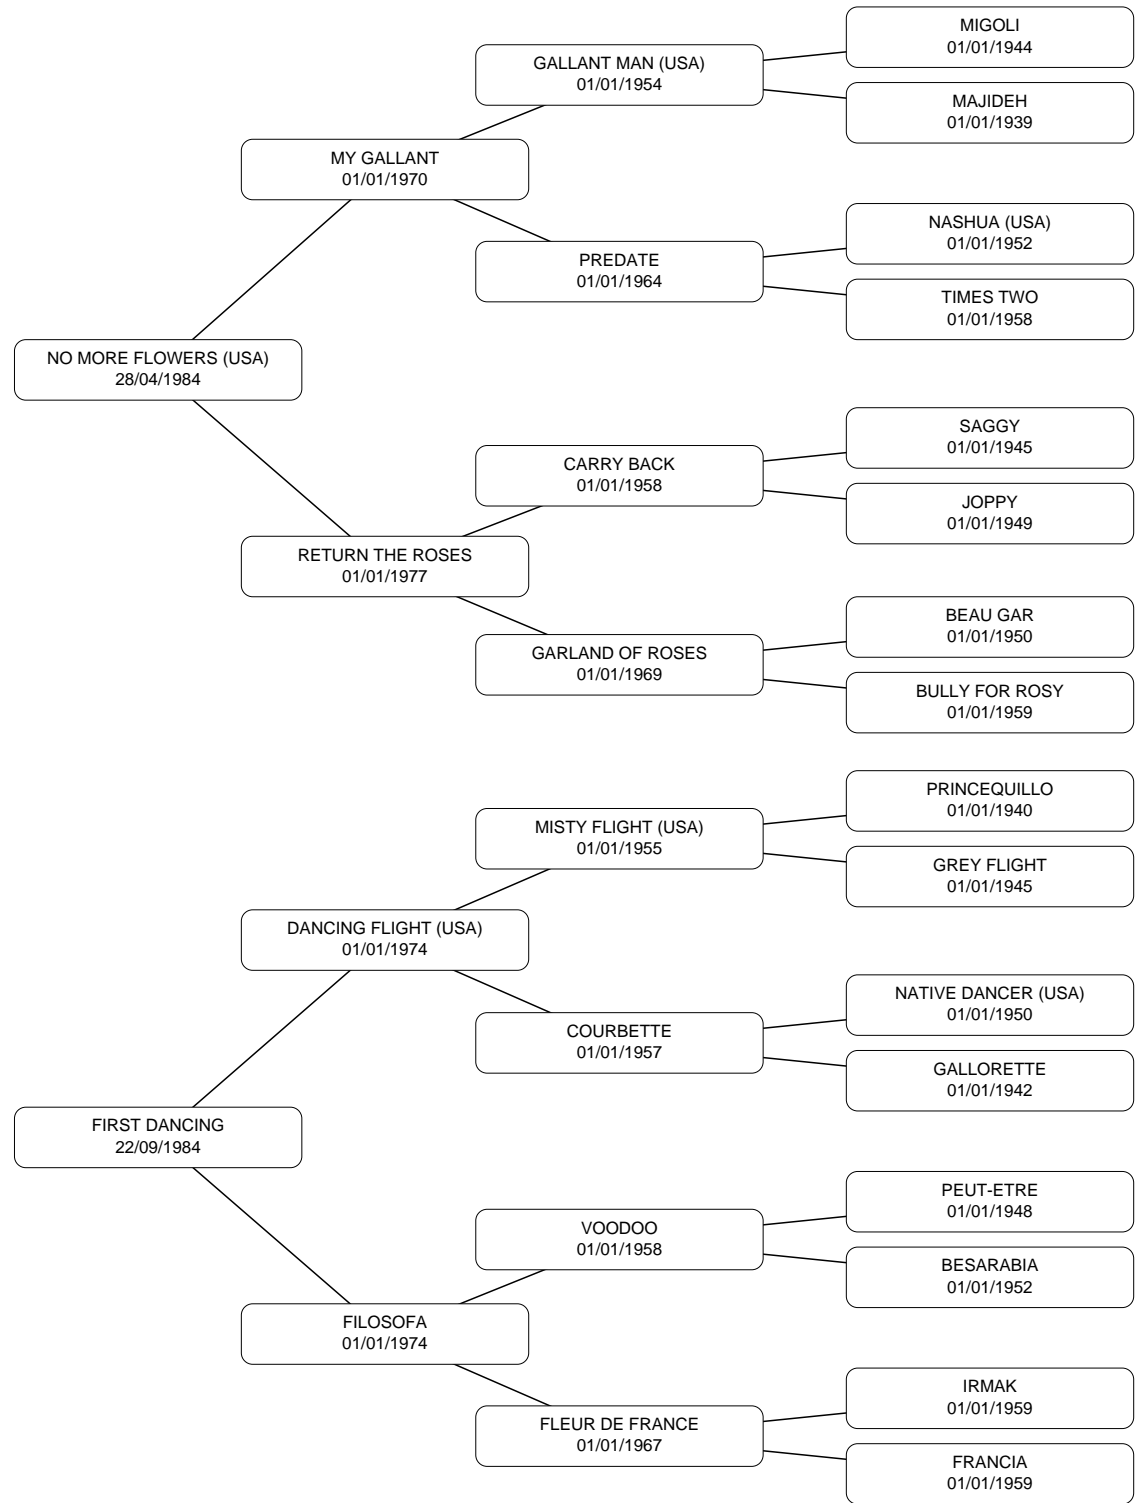 MIGOLI
01/01/1944
GALLANT MAN (USA)
01/01/1954
MAJIDEH
01/01/1939
MY GALLANT
01/01/1970
NASHUA (USA)
01/01/1952
PREDATE
01/01/1964
TIMES TWO
01/01/1958
NO MORE FLOWERS (USA)
28/04/1984
SAGGY
01/01/1945
CARRY BACK
01/01/1958
JOPPY
01/01/1949
RETURN THE ROSES
01/01/1977
BEAU GAR
01/01/1950
GARLAND OF ROSES
01/01/1969
BULLY FOR ROSY
01/01/1959
PRINCEQUILLO
01/01/1940
MISTY FLIGHT (USA)
01/01/1955
GREY FLIGHT
01/01/1945
DANCING FLIGHT (USA)
01/01/1974
NATIVE DANCER (USA)
01/01/1950
COURBETTE
01/01/1957
GALLORETTE
01/01/1942
FIRST DANCING
22/09/1984
PEUT-ETRE
01/01/1948
VOODOO
01/01/1958
BESARABIA
01/01/1952
FILOSOFA
01/01/1974
IRMAK
01/01/1959
FLEUR DE FRANCE
01/01/1967
FRANCIA
01/01/1959